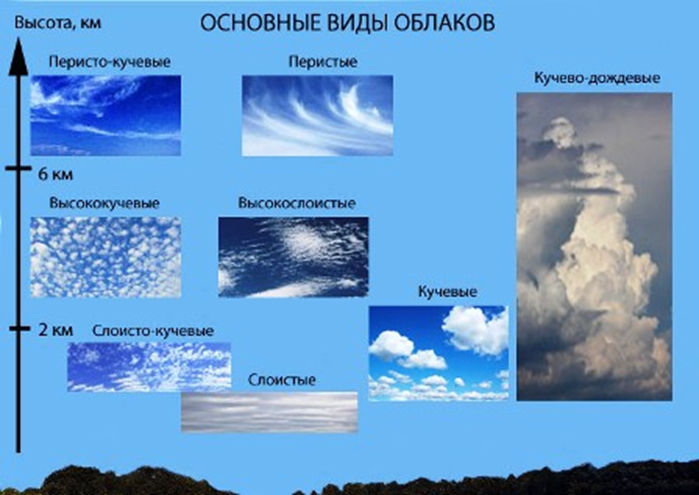 Высота, км
ОСНОВНЫЕ ВИДЫ ОБЛАКОВ
Перисто-кучевые
Перистые
Кучево-дождевые
6 км
Высококучевые
Высокослоистые
Кучевые
2 км
Слоисто-кучевые
Слоистые